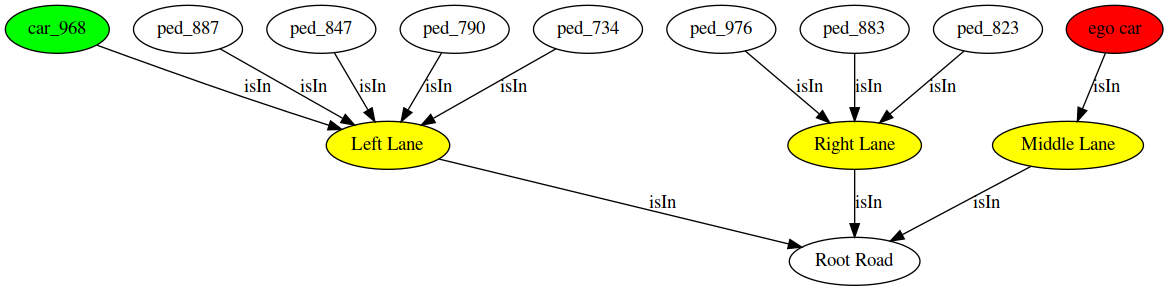 car_968
ped_887
ped_847
ped_790
ped_734
ped_976
ped_883
ped_823
ego car
isIn
isIn
isIn
isIn
isIn
isIn
isIn
isIn
isIn
Left Lane
Right Lane
Middle Lane
isIn
isIn
isIn
Root Road